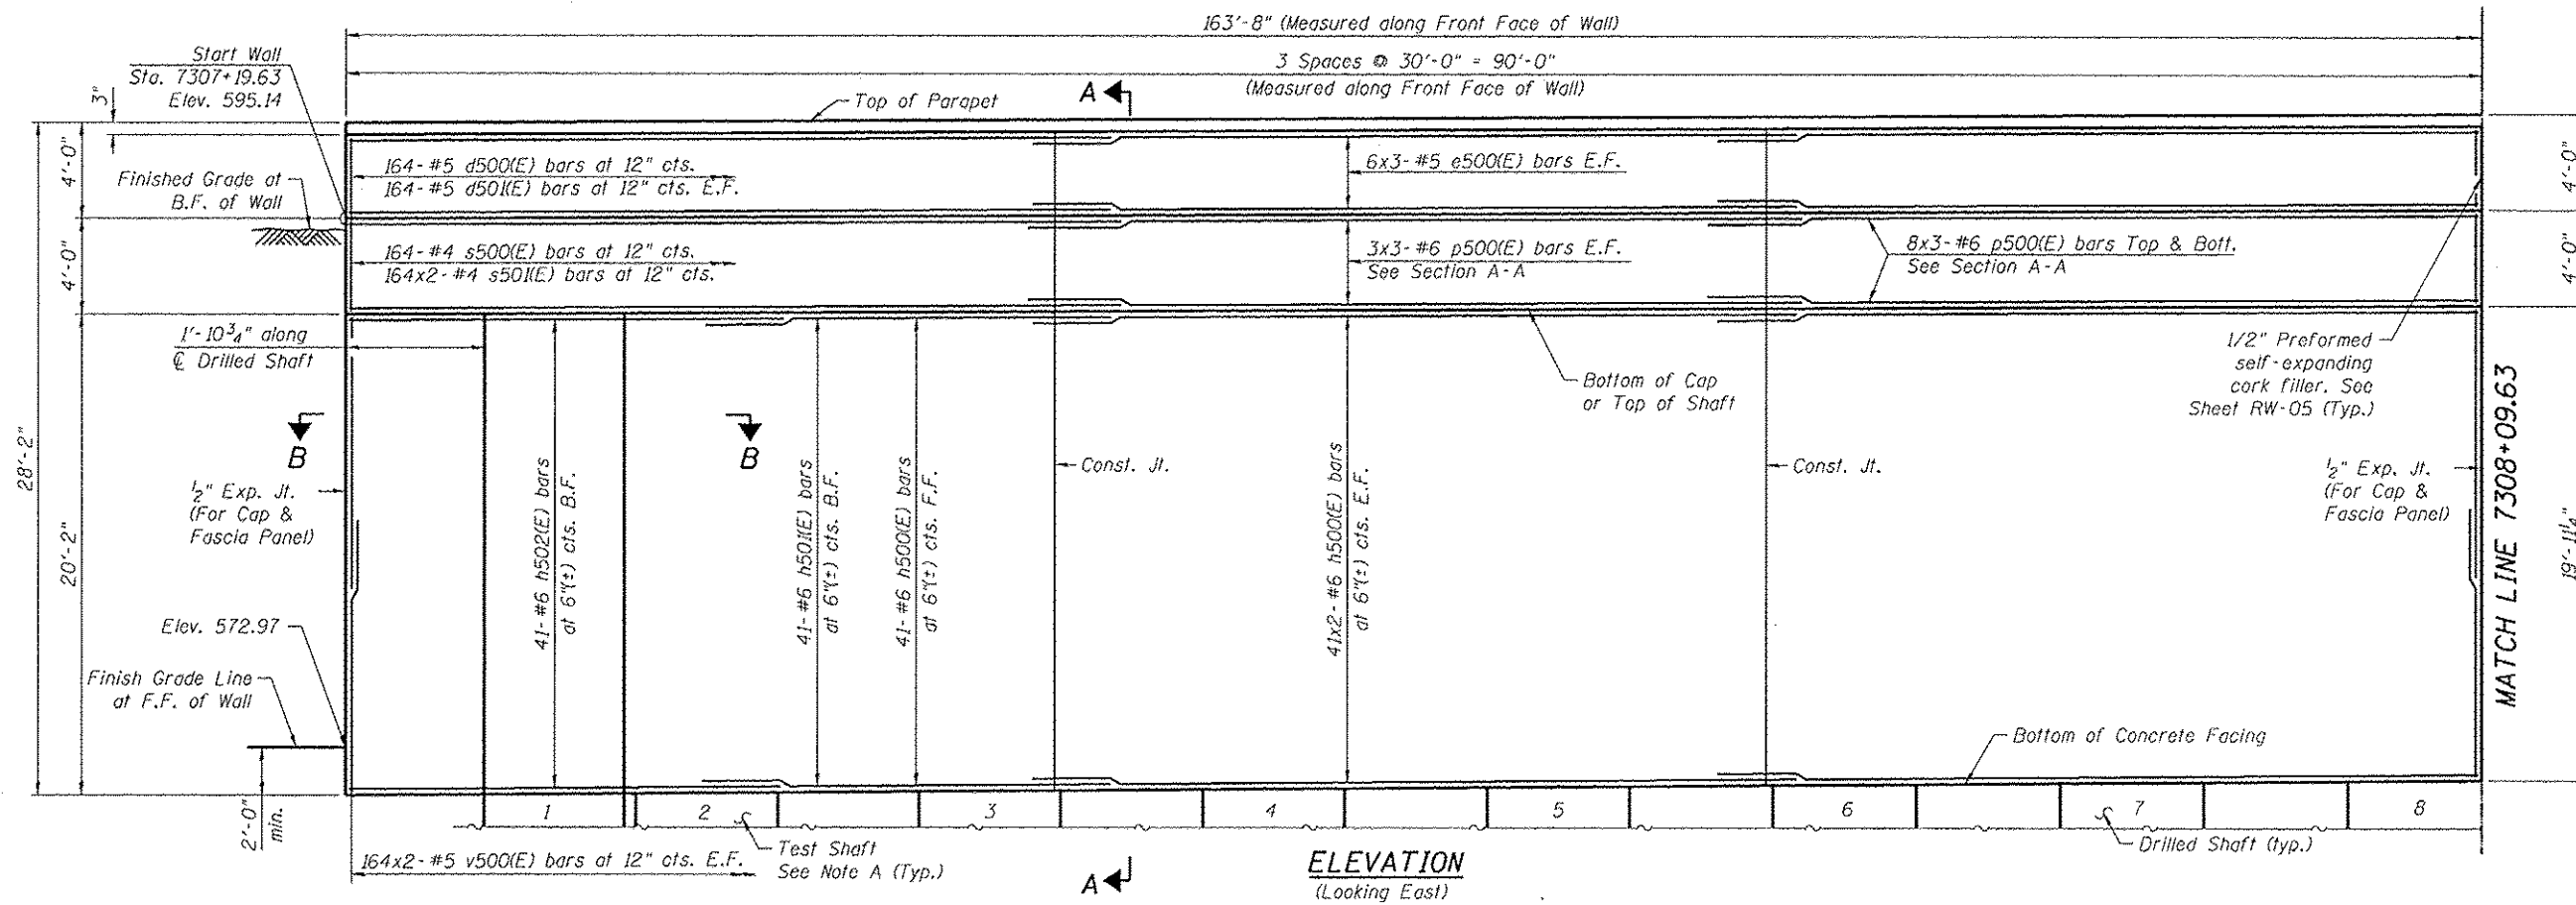 163'-8" (Measured along Front Face of Wall)
3 Spaces @ 30'-0" = 90'-0"
(Measured along Front Face of Wall)
Start Wall
Sta. 7307+19.63
Elev. 595.14
3"
Top of Parapet
A
4'-0"
Finished Grade at
B.F. of Wall
164-#5 d500(E) bars at 12" cts.
164-#5 d501(E) bars at 12" cts. E.F.
6x3-#5 e500(E) bars E.F.
4'-0"
4'-0"
164-#4 s500(E) bars at 12" cts.
164x2-#4 s501(E) bars at 12" cts.
3x3-#6 p500(E) bars E.F.
See Section A-A
8x3-#6 p500(E) bars Top & Bott.
See Section A-A
4'-0"
1'-10¾" along
℄ Drilled Shaft
Bottom of Cap
or Top of Shaft
1/2" Preformed
self-expanding
cork filler. See
Sheet RW-05 (Typ.)
28'-2"
20'-2"
B
B
½" Exp. Jt.
(For Cap &
Fascia Panel)
41-#6 h502(E) bars
at 6"(±) cts. B.F.
41-#6 h501(E) bars
at 6"(±) cts. B.F.
41-#6 h500(E) bars
at 6"(±) cts. F.F.
Const. Jt.
41x2-#6 h500(E) bars
at 6"(±) cts. E.F.
Const. Jt.
½" Exp. Jt.
(For Cap &
Fascia Panel)
MATCH LINE 7308+09.63
19'-11¼"
Elev. 572.97
Finish Grade Line
at F.F. of Wall
Bottom of Concrete Facing
2'-0"
min.
1 2 3 4 5 6 7 8
164x2-#5 v500(E) bars at 12" cts. E.F.
Test Shaft
See Note A (Typ.)
Drilled Shaft (typ.)
A
ELEVATION
(Looking East)